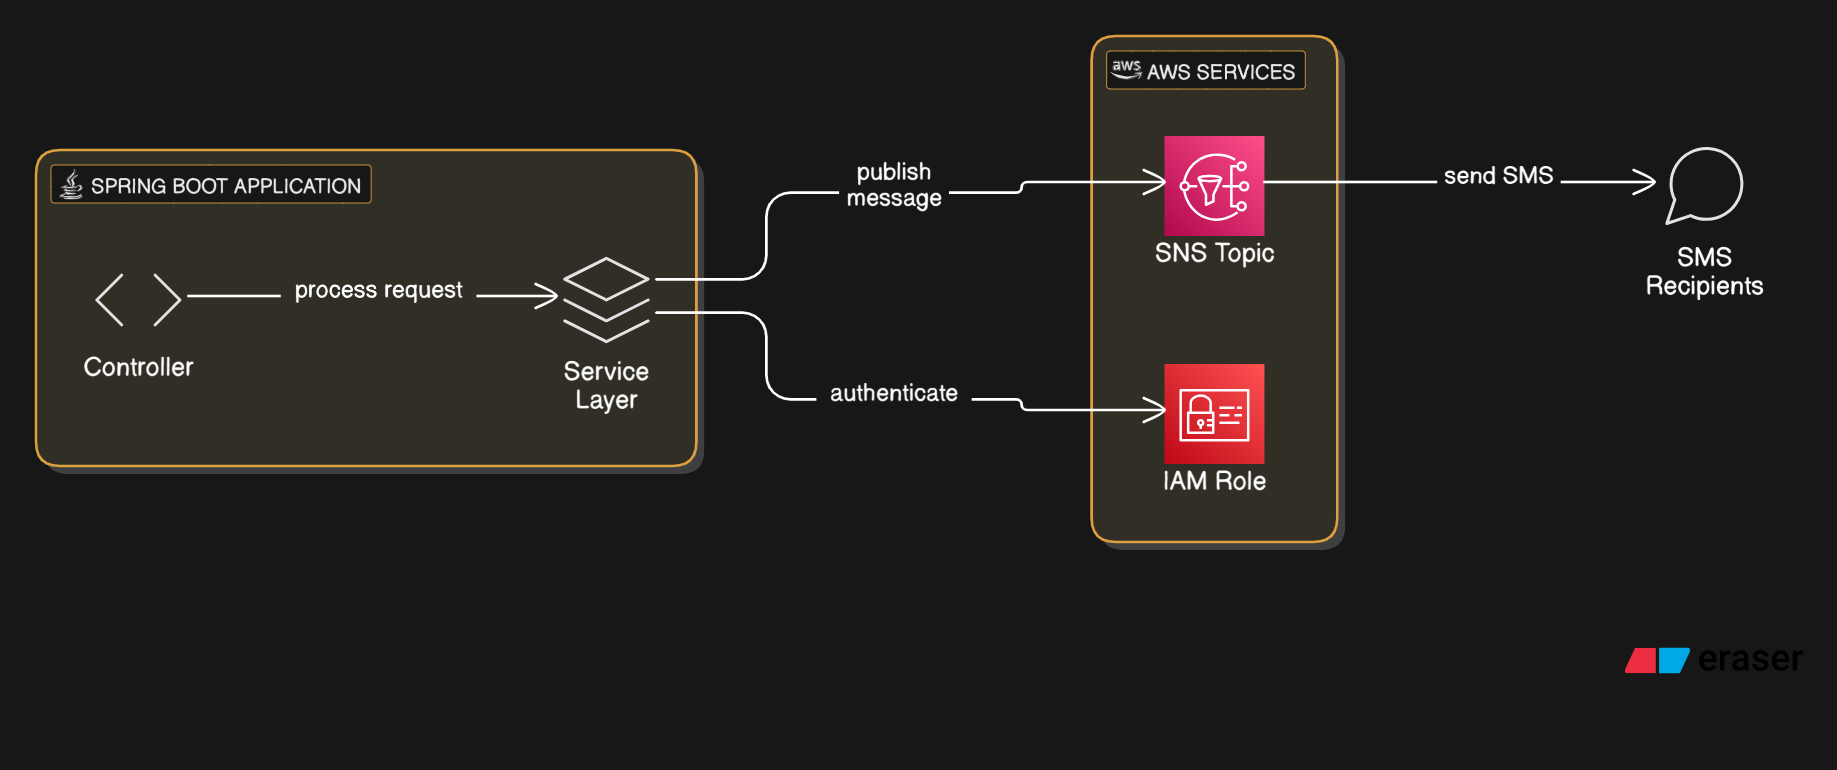 aws AWS SERVICES
SPRING BOOT APPLICATION
publish
message
send SMS
SNS Topic
SMS
Recipients
process request
Controller
Service
Layer
authenticate
IAM Role
eraser